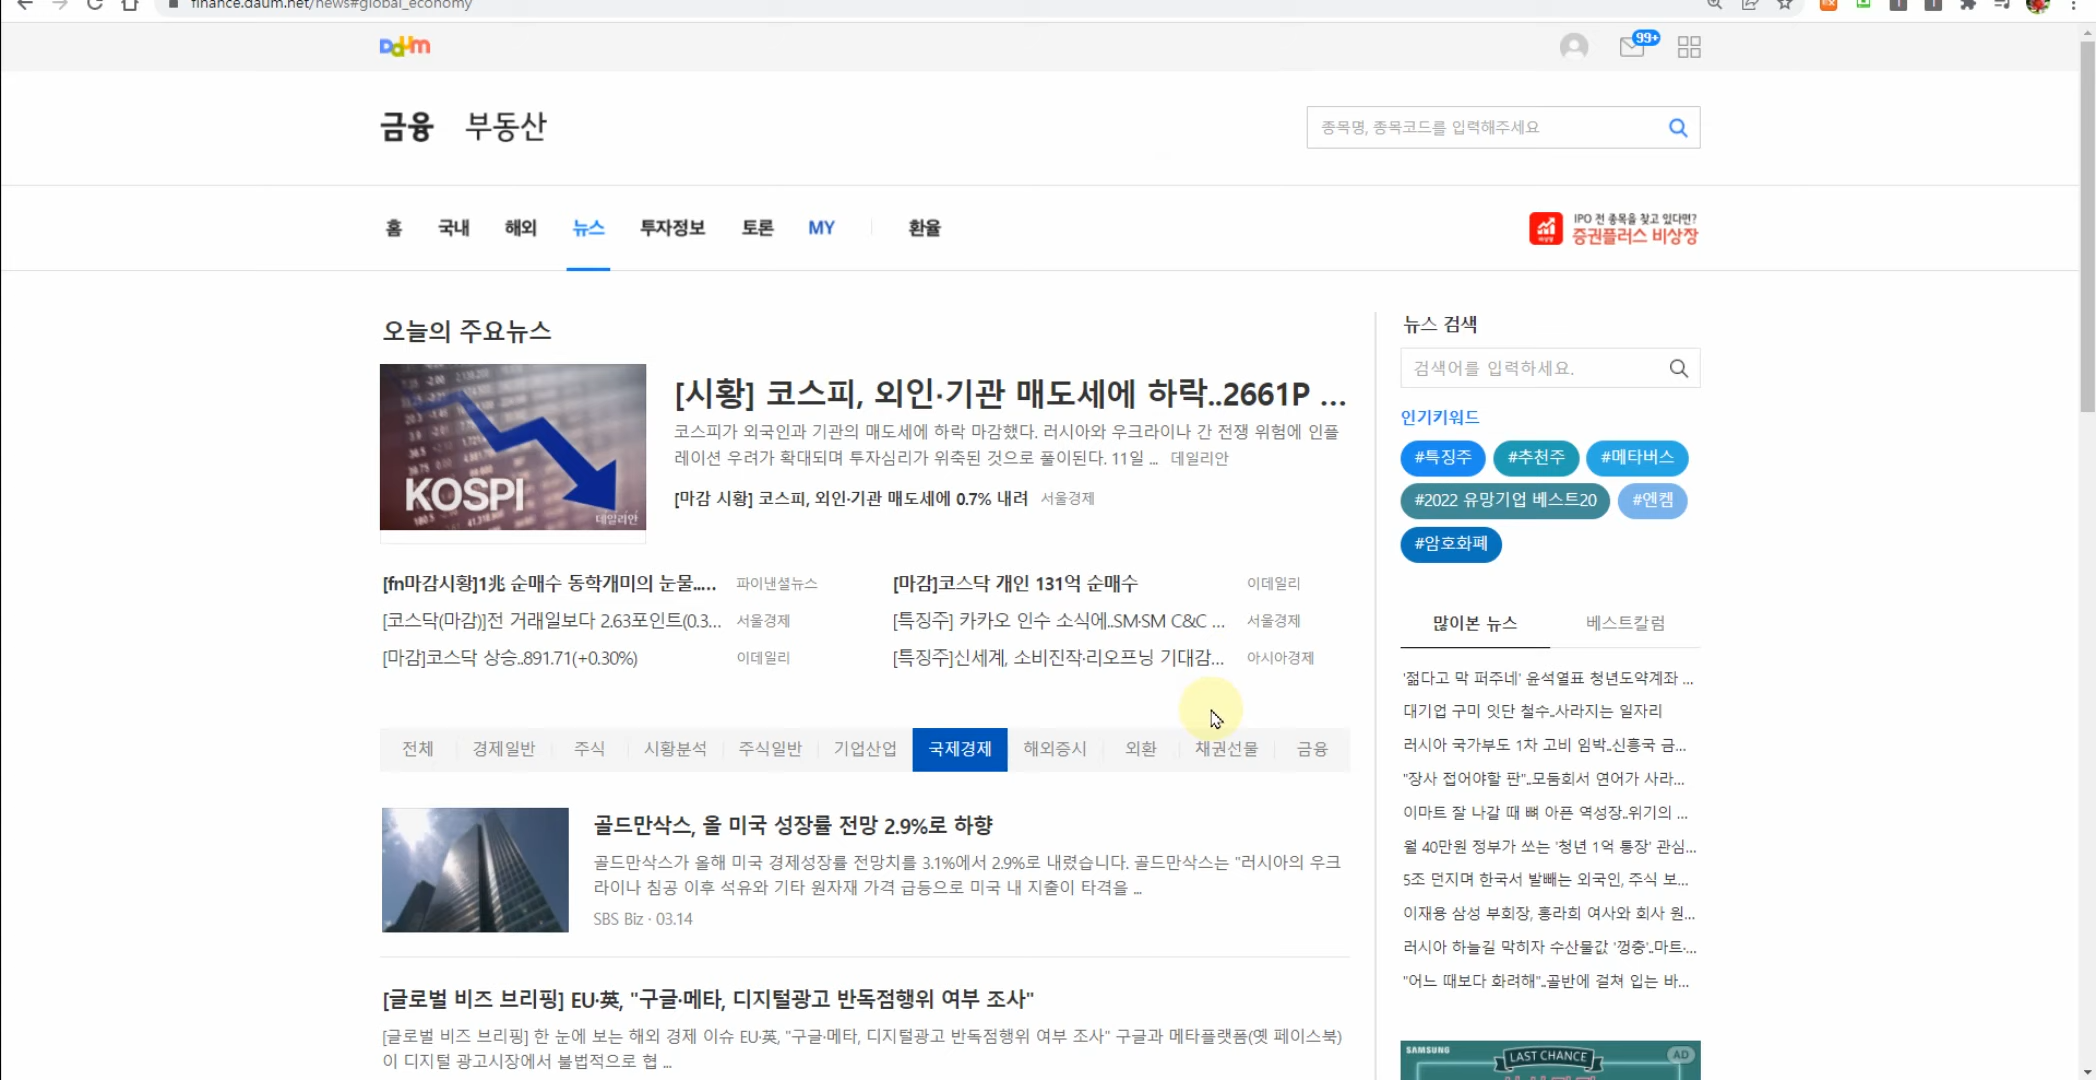 finance.daum.net/news#global_economy
Daum
99+
금융 부동산
종목명, 종목코드를 입력해주세요
홈 국내 해외 뉴스 투자정보 토론 MY 환율
IPO 전 종목을 찾고 있다면?
증권플러스 비상장
오늘의 주요뉴스
KOSPI
데일리안
[시황] 코스피, 외인·기관 매도세에 하락..2661P ...
코스피가 외국인과 기관의 매도세에 하락 마감했다. 러시아와 우크라이나 간 전쟁 위험에 인플
레이션 우려가 확대되며 투자심리가 위축된 것으로 풀이된다. 11일 ... 데일리안
[마감 시황] 코스피, 외인·기관 매도세에 0.7% 내려 서울경제
[fn마감시황]1兆 순매수 동학개미의 눈물..... 파이낸셜뉴스
[마감]코스닥 개인 131억 순매수 이데일리
[코스닥(마감)]전 거래일보다 2.63포인트(0.3... 서울경제
[특징주] 카카오 인수 소식에..SM·SM C&C ... 서울경제
[마감]코스닥 상승..891.71(+0.30%) 이데일리
[특징주]신세계, 소비진작·리오프닝 기대감... 아시아경제
전체 경제일반 주식 시황분석 주식일반 기업산업 국제경제 해외증시 외환 채권선물 금융
골드만삭스, 올 미국 성장률 전망 2.9%로 하향
골드만삭스가 올해 미국 경제성장률 전망치를 3.1%에서 2.9%로 내렸습니다. 골드만삭스는 "러시아의 우크
라이나 침공 이후 석유와 기타 원자재 가격 급등으로 미국 내 지출이 타격을 ...
SBS Biz · 03.14
[글로벌 비즈 브리핑] EU·英, "구글·메타, 디지털광고 반독점행위 여부 조사"
[글로벌 비즈 브리핑] 한 눈에 보는 해외 경제 이슈 EU·英, "구글·메타, 디지털광고 반독점행위 여부 조사" 구글과 메타플랫폼(옛 페이스북)
이 디지털 광고시장에서 불법적으로 협 ...
뉴스 검색
검색어를 입력하세요.
인기키워드
#특징주 #추천주 #메타버스
#2022 유망기업 베스트20 #엔켐
#암호화폐
많이본 뉴스 베스트칼럼
'젊다고 막 퍼주네' 윤석열표 청년도약계좌 ...
대기업 구미 잇단 철수..사라지는 일자리
러시아 국가부도 1차 고비 임박..신흥국 금...
"장사 접어야할 판"..모둠회서 연어가 사라...
이마트 잘 나갈 때 뼈 아픈 역성장..위기의 ...
월 40만원 정부가 쏘는 '청년 1억 통장' 관심...
5조 던지며 한국서 발빼는 외국인, 주식 보...
이재용 삼성 부회장, 홍라희 여사와 회사 원...
러시아 하늘길 막히자 수산물값 '껑충'..마트·...
"어느 때보다 화려해"..골반에 걸쳐 입는 바...
SAMSUNG
LAST CHANCE
AD